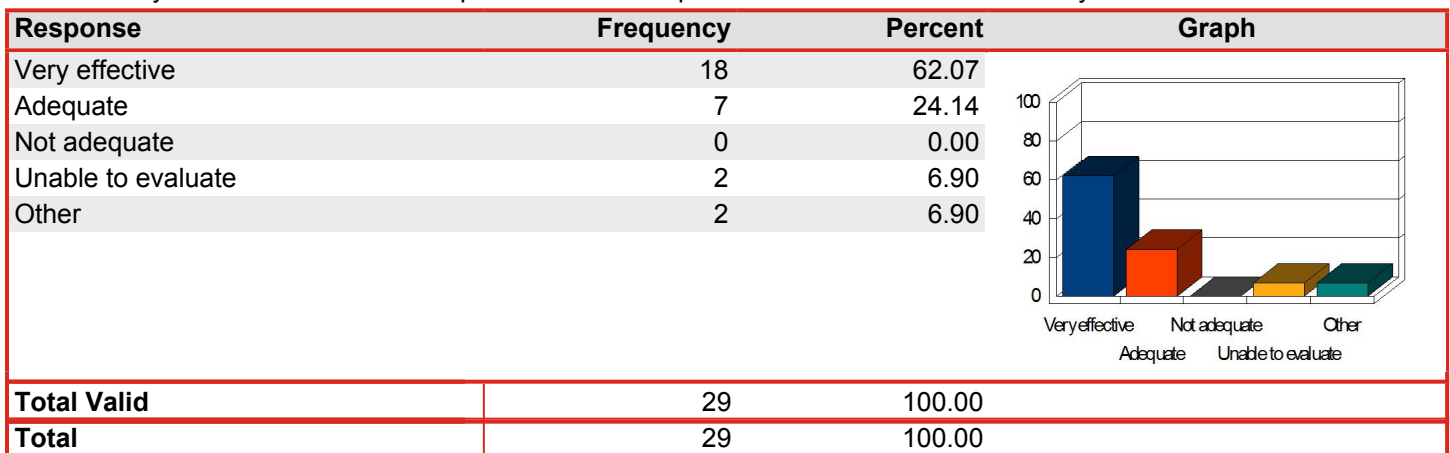 Response Frequency Percent Graph
Very effective 18 62.07
Adequate 7 24.14
Not adequate 0 0.00
Unable to evaluate 2 6.90
Other 2 6.90
100
80
60
40
20
0
Very effective Not adequate Other
Adequate Unable to evaluate
Total Valid 29 100.00
Total 29 100.00